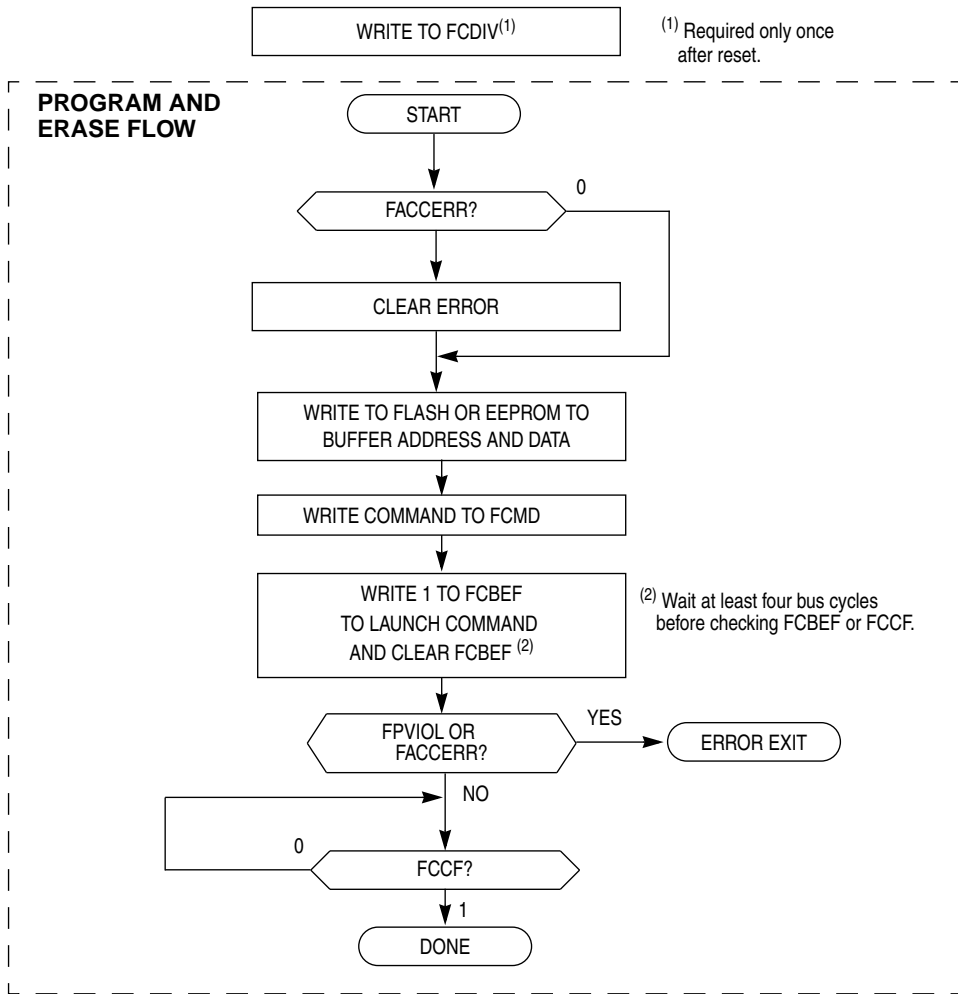 WRITE TO FCDIV(1)
(1) Required only once
after reset.
PROGRAM AND
ERASE FLOW
START
0
FACCERR?
CLEAR ERROR
WRITE TO FLASH OR EEPROM TO
BUFFER ADDRESS AND DATA
WRITE COMMAND TO FCMD
WRITE 1 TO FCBEF
TO LAUNCH COMMAND
AND CLEAR FCBEF (2)
(2) Wait at least four bus cycles
before checking FCBEF or FCCF.
FPVIOL OR
FACCERR?
YES
ERROR EXIT
NO
0
FCCF?
1
DONE